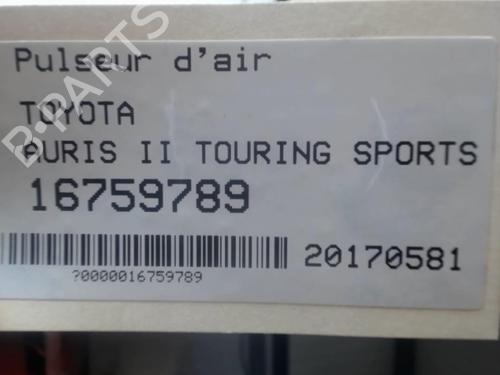 Pulseur d'air
TOYOTA
AURIS II TOURING SPORTS
16759789
20170581
?0000016759789
B-PARTS